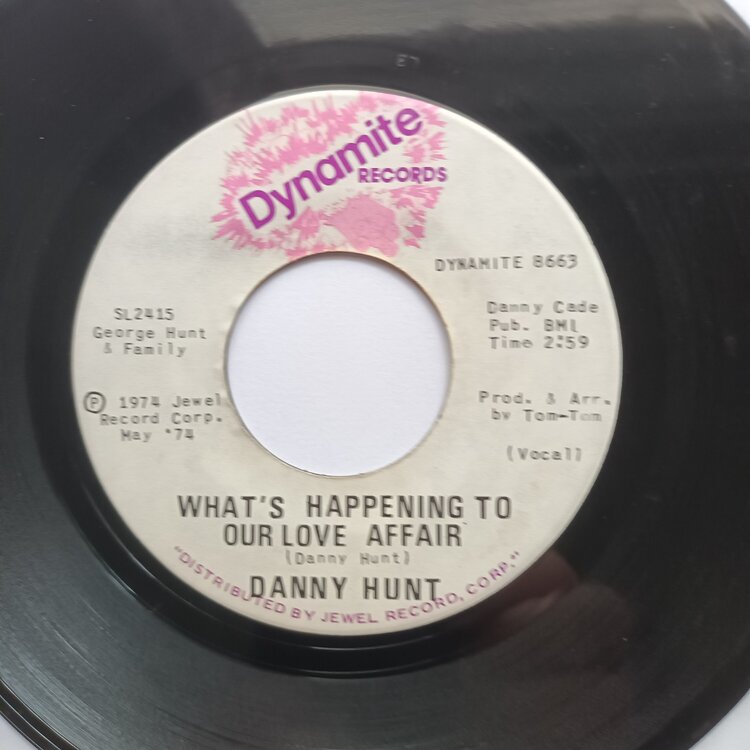 Dynamite
RECORDS
DYNAMITE 8663
SL2415
George Hunt
& Family
Danny Cade
Pub. BMI
Time 2:59
Ⓟ 1974 Jewel
Record Corp.
May '74
Prod. & Arr.
by Tom-Tom
(Vocal)
WHAT'S HAPPENING TO
OUR LOVE AFFAIR
(Danny Hunt)
DANNY HUNT
"DISTRIBUTED BY JEWEL RECORD, CORP."